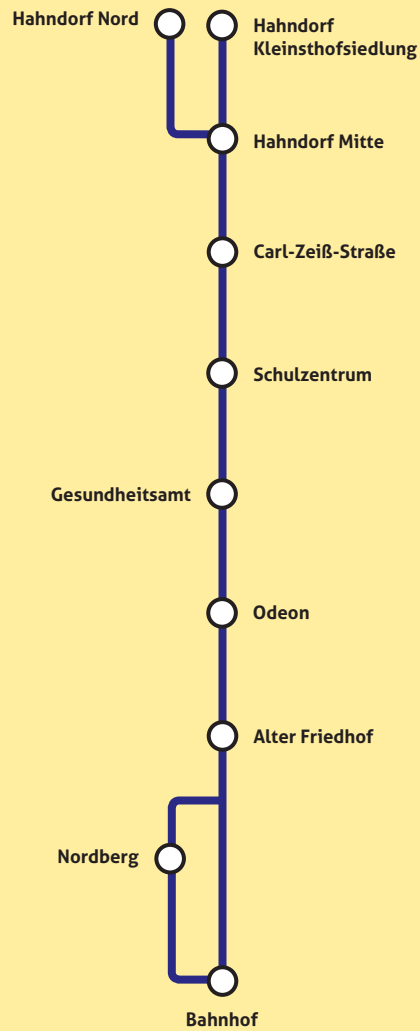 Hahndorf Nord
Hahndorf
Kleinsthofsiedlung
Hahndorf Mitte
Carl-Zeiß-Straße
Schulzentrum
Gesundheitsamt
Odeon
Alter Friedhof
Nordberg
Bahnhof